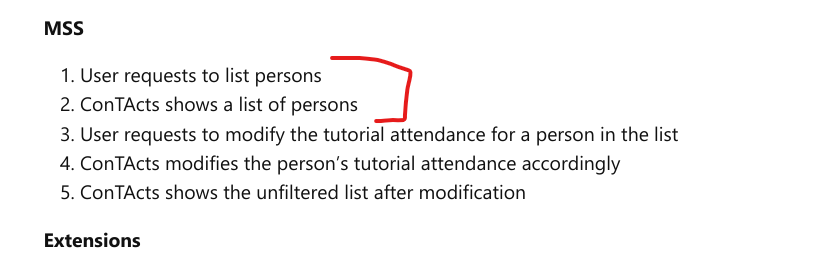 MSS
1. User requests to list persons
2. ConTActs shows a list of persons
3. User requests to modify the tutorial attendance for a person in the list
4. ConTActs modifies the person’s tutorial attendance accordingly
5. ConTActs shows the unfiltered list after modification
Extensions